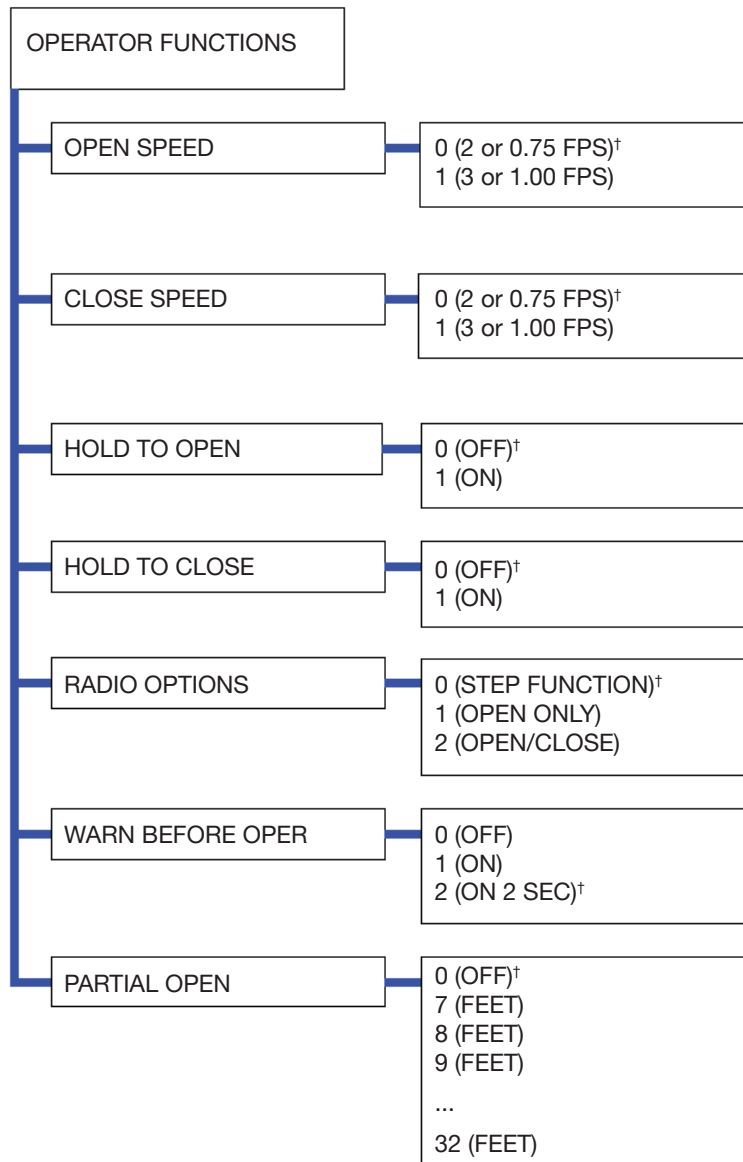 OPERATOR FUNCTIONS
OPEN SPEED
0 (2 or 0.75 FPS)†
1 (3 or 1.00 FPS)
CLOSE SPEED
0 (2 or 0.75 FPS)†
1 (3 or 1.00 FPS)
HOLD TO OPEN
0 (OFF)†
1 (ON)
HOLD TO CLOSE
0 (OFF)†
1 (ON)
RADIO OPTIONS
0 (STEP FUNCTION)†
1 (OPEN ONLY)
2 (OPEN/CLOSE)
WARN BEFORE OPER
0 (OFF)
1 (ON)
2 (ON 2 SEC)†
PARTIAL OPEN
0 (OFF)†
7 (FEET)
8 (FEET)
9 (FEET)
...
32 (FEET)